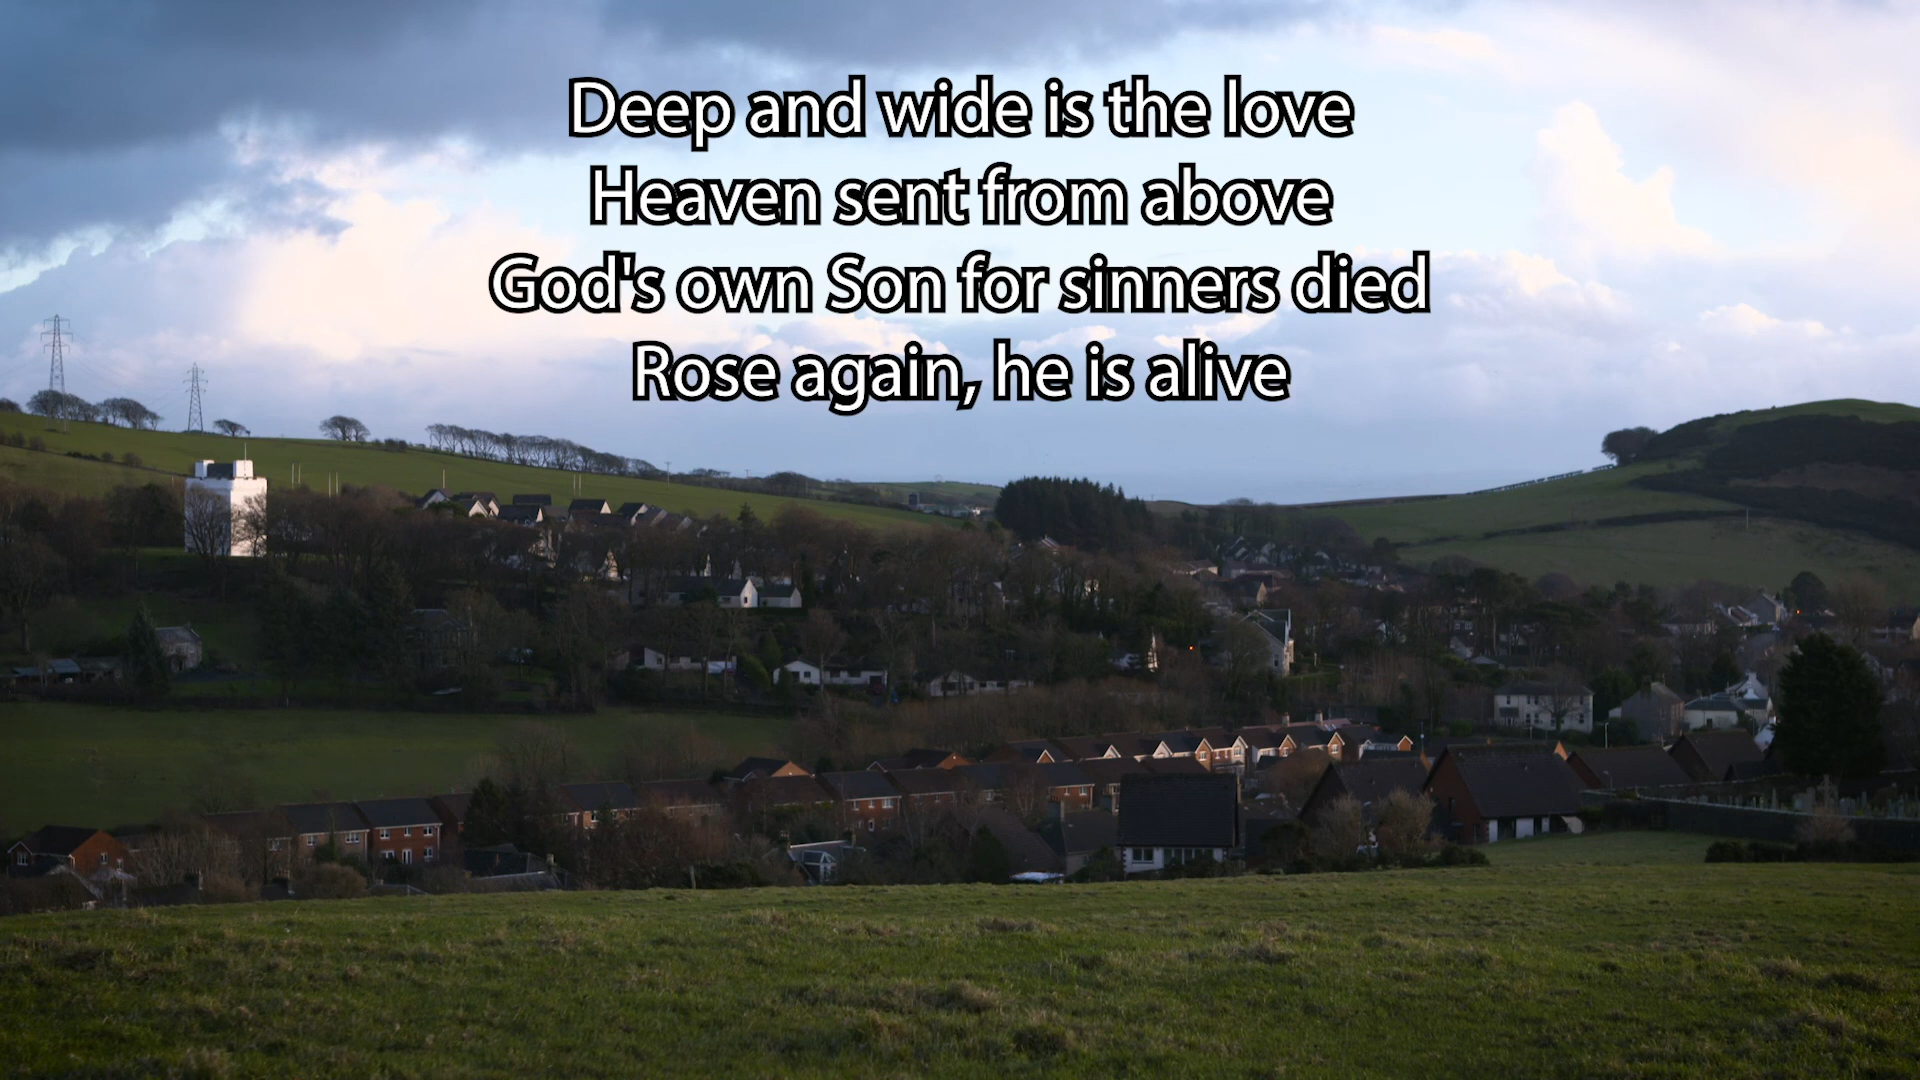 Deep and wide is the love
Heaven sent from above
God's own Son for sinners died
Rose again, he is alive